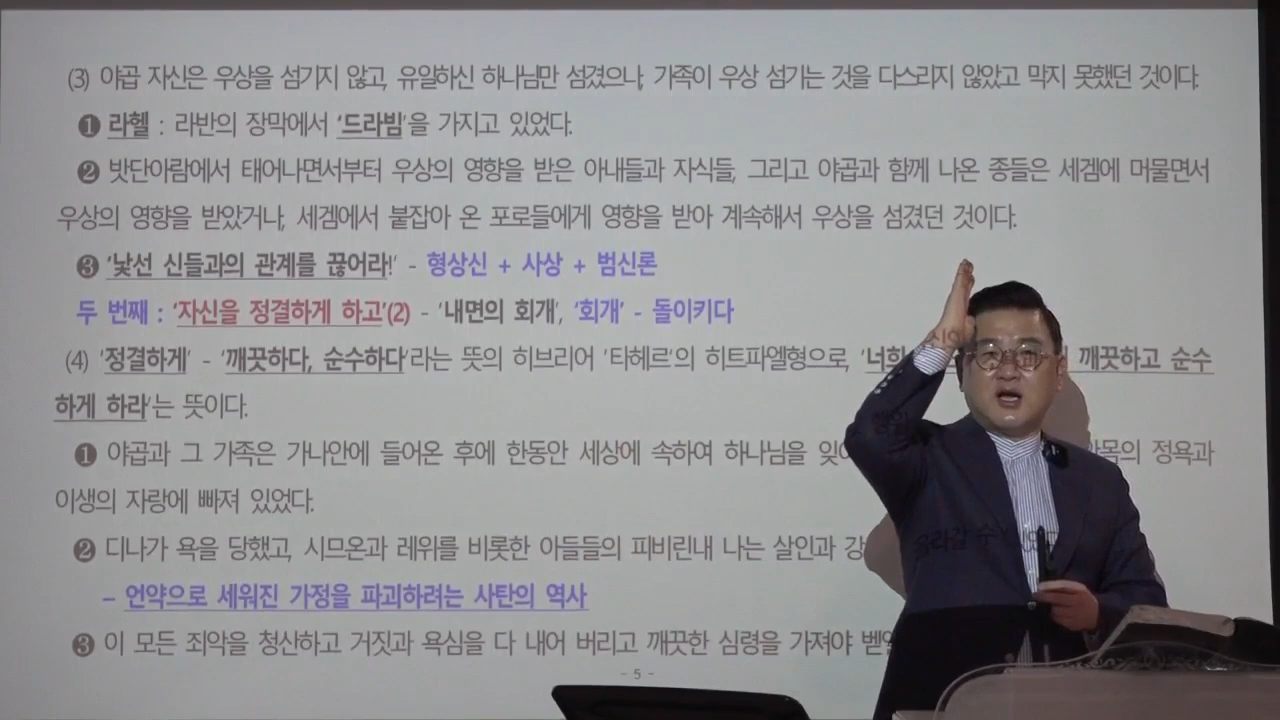 (3) 야곱 자신은 우상을 섬기지 않고, 유일하신 하나님만 섬겼으나, 가족이 우상 섬기는 것을 다스리지 않았고 막지 못했던 것이다.
❶ 라헬 : 라반의 장막에서 '드라빔'을 가지고 있었다.
❷ 밧단아람에서 태어나면서부터 우상의 영향을 받은 아내들과 자식들, 그리고 야곱과 함께 나온 종들은 세겜에 머물면서
우상의 영향을 받았거나, 세겜에서 붙잡아 온 포로들에게 영향을 받아 계속해서 우상을 섬겼던 것이다.
❸ '낯선 신들과의 관계를 끊어라!' - 형상신 + 사상 + 범신론
두 번째 : '자신을 정결하게 하고'(2) - '내면의 회개', '회개' - 돌이키다
(4) '정결하게' - '깨끗하다, 순수하다'라는 뜻의 히브리어 '타헤르'의 히트파엘형으로, '너희 깨끗하고 순수
하게 하라'는 뜻이다.
❶ 야곱과 그 가족은 가나안에 들어온 후에 한동안 세상에 속하여 하나님을 정욕과
이생의 자랑에 빠져 있었다.
❷ 디나가 욕을 당했고, 시므온과 레위를 비롯한 아들들의 피비린내 나는 살인과
– 언약으로 세워진 가정을 파괴하려는 사탄의 역사
❸ 이 모든 죄악을 청산하고 거짓과 욕심을 다 내어 버리고 깨끗한 심령을 가져야
올라갈 수
- 5 -